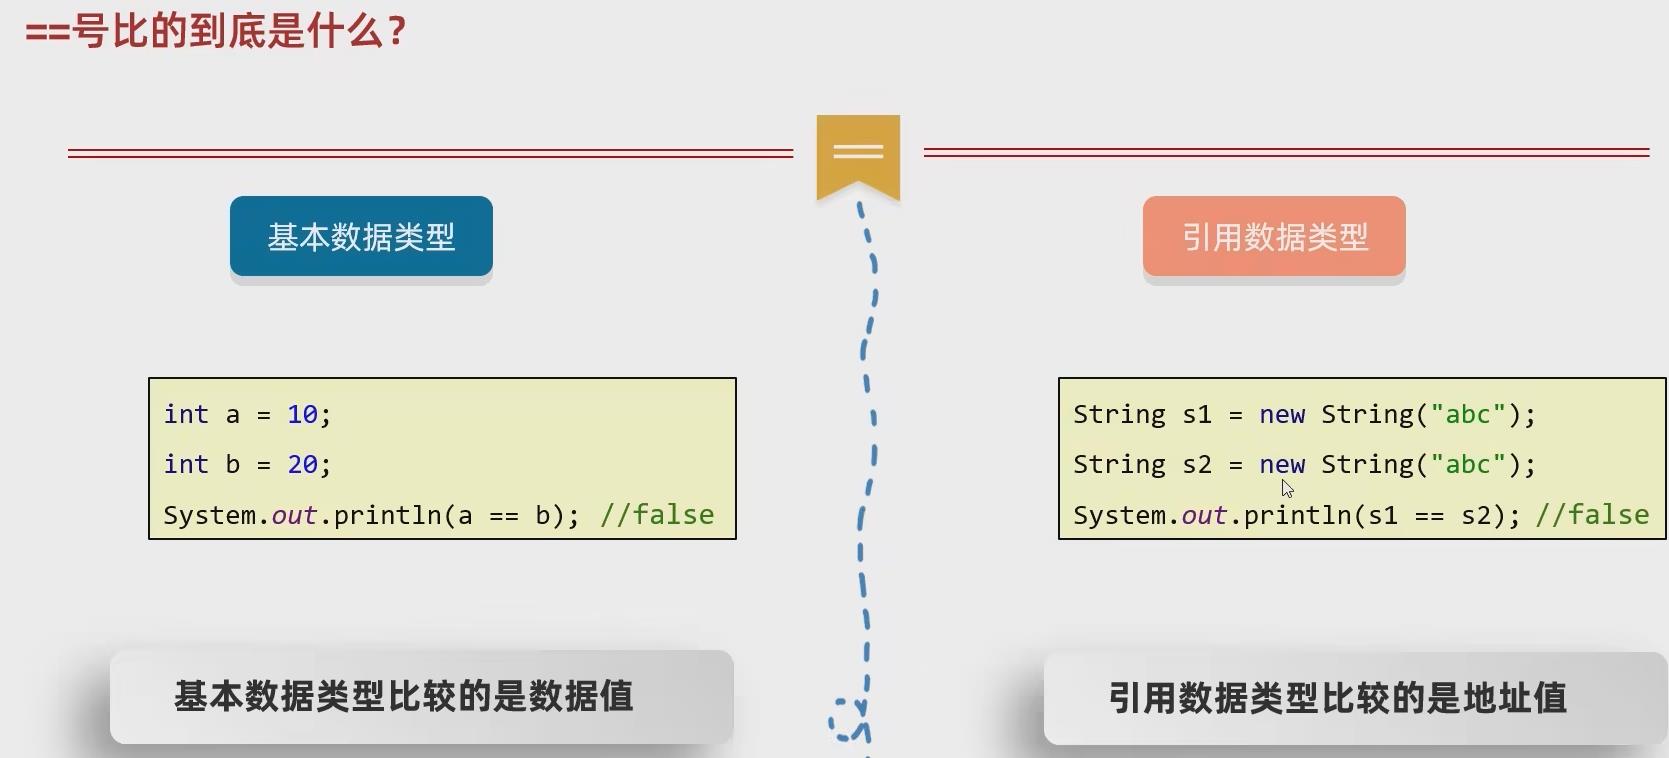 ==号比的到底是什么？
基本数据类型
引用数据类型
int a = 10;
int b = 20;
System.out.println(a == b); //false
String s1 = new String("abc");
String s2 = new String("abc");
System.out.println(s1 == s2); //false
基本数据类型比较的是数据值
引用数据类型比较的是地址值